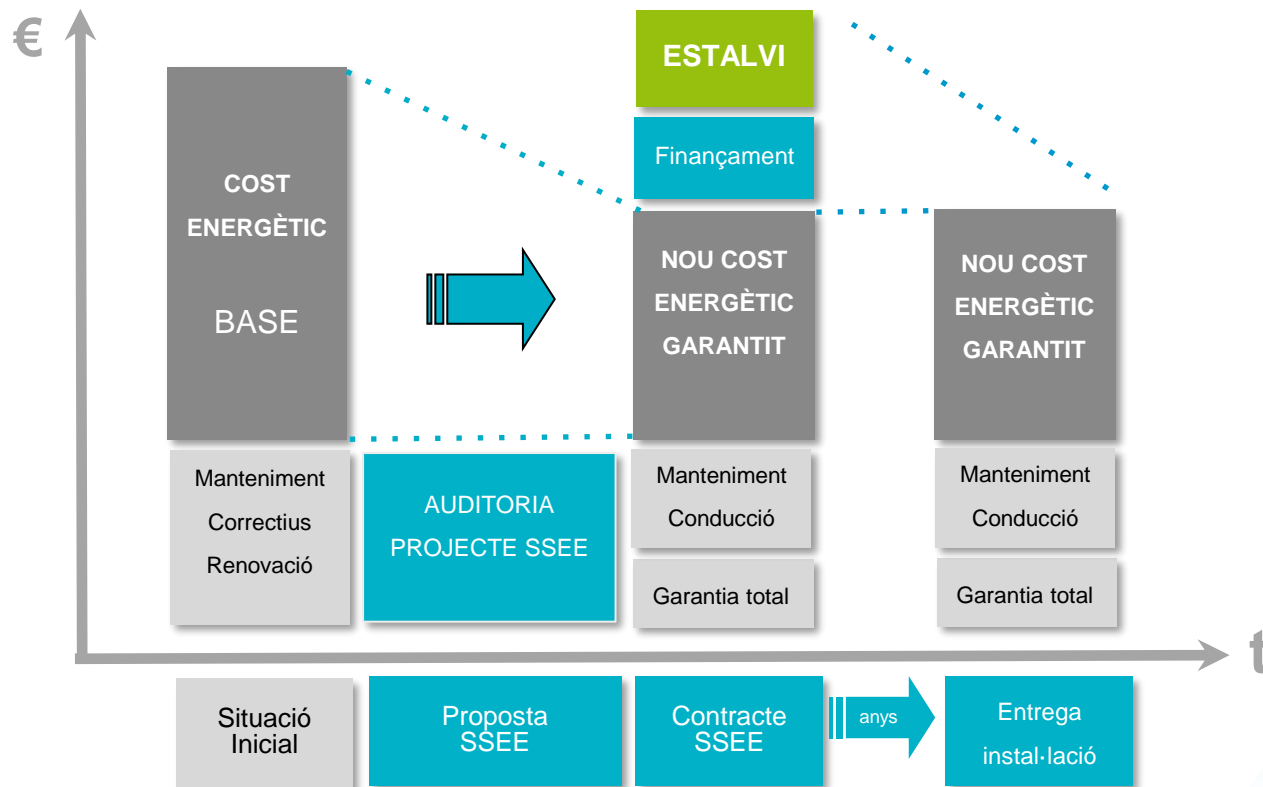 €
COST
ENERGÈTIC
BASE
Manteniment
Correctius
Renovació
AUDITORIA
PROJECTE SSEE
ESTALVI
Finançament
NOU COST
ENERGÈTIC
GARANTIT
Manteniment
Conducció
Garantia total
NOU COST
ENERGÈTIC
GARANTIT
Manteniment
Conducció
Garantia total
t
Situació
Inicial
Proposta
SSEE
Contracte
SSEE
anys
Entrega
instal·lació